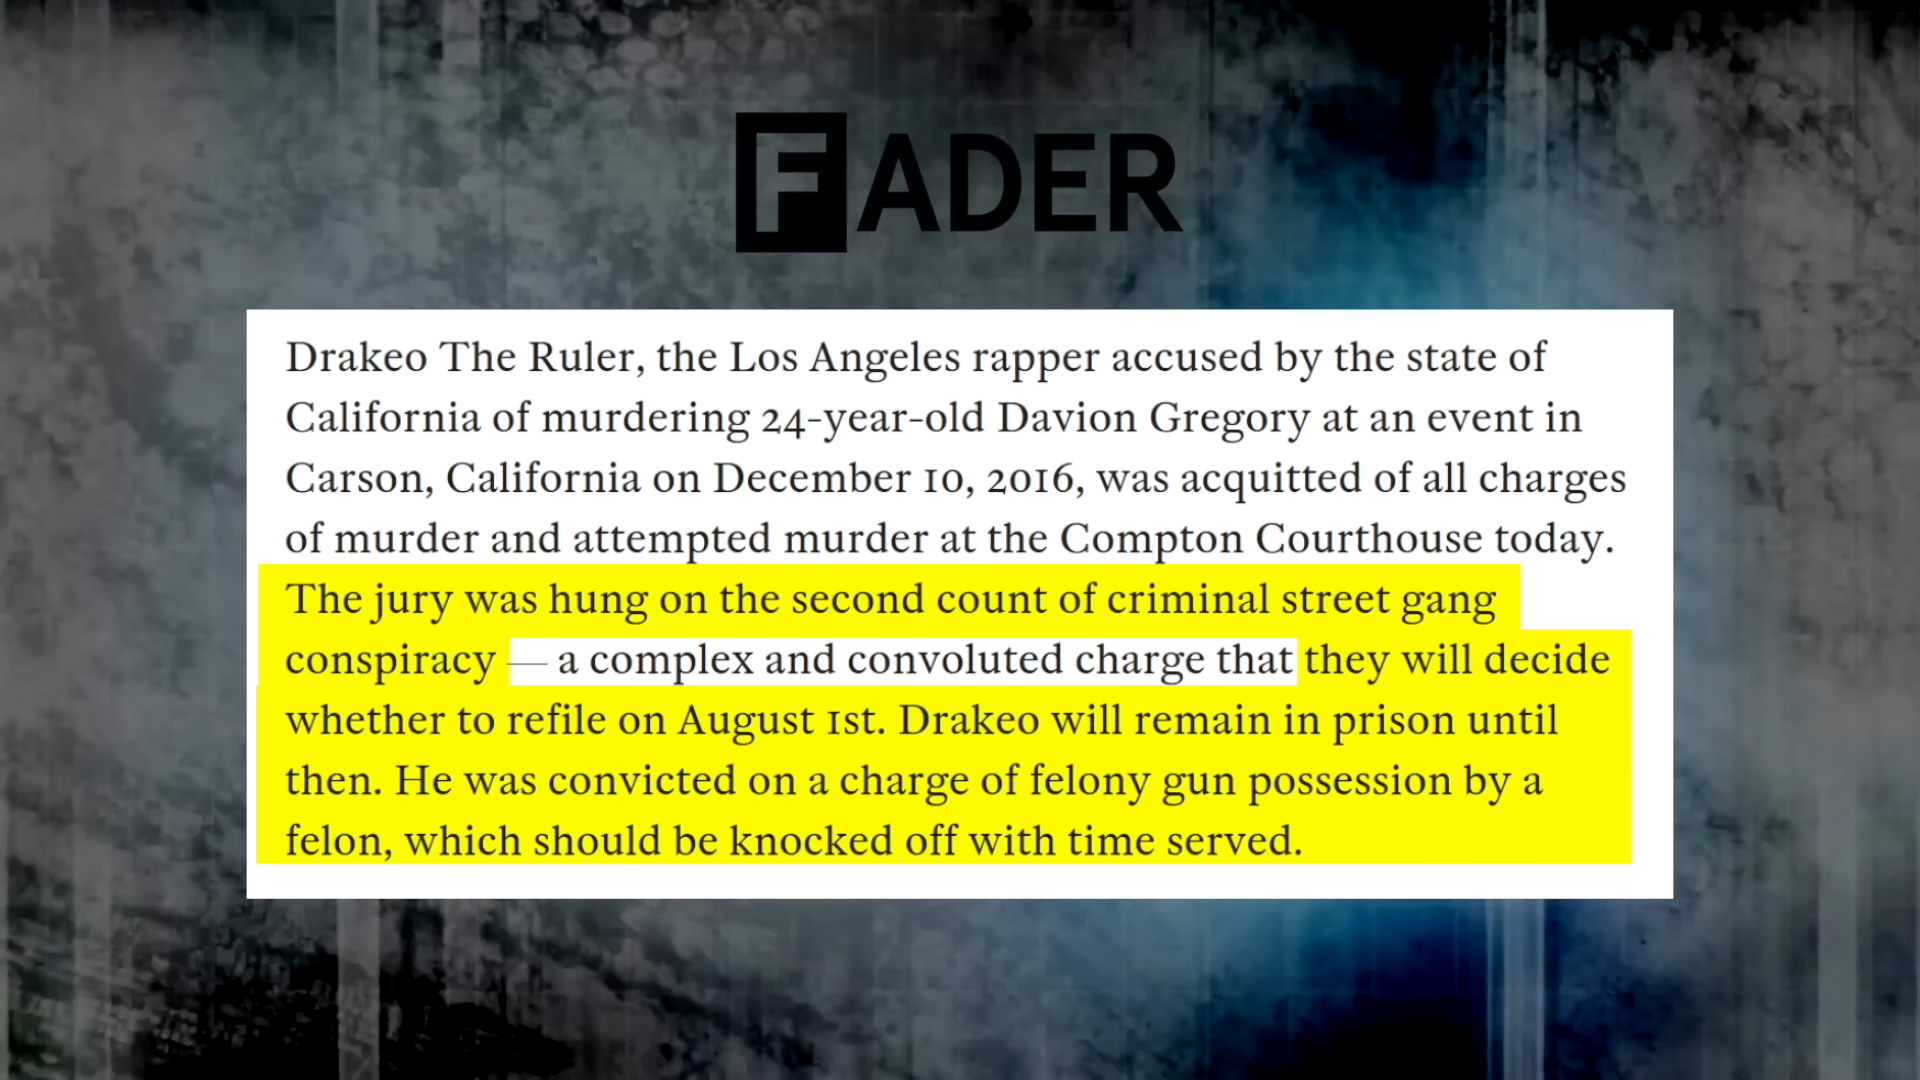 FADER
Drakeo The Ruler, the Los Angeles rapper accused by the state of
California of murdering 24-year-old Davion Gregory at an event in
Carson, California on December 10, 2016, was acquitted of all charges
of murder and attempted murder at the Compton Courthouse today.
The jury was hung on the second count of criminal street gang
conspiracy — a complex and convoluted charge that they will decide
whether to refile on August 1st. Drakeo will remain in prison until
then. He was convicted on a charge of felony gun possession by a
felon, which should be knocked off with time served.